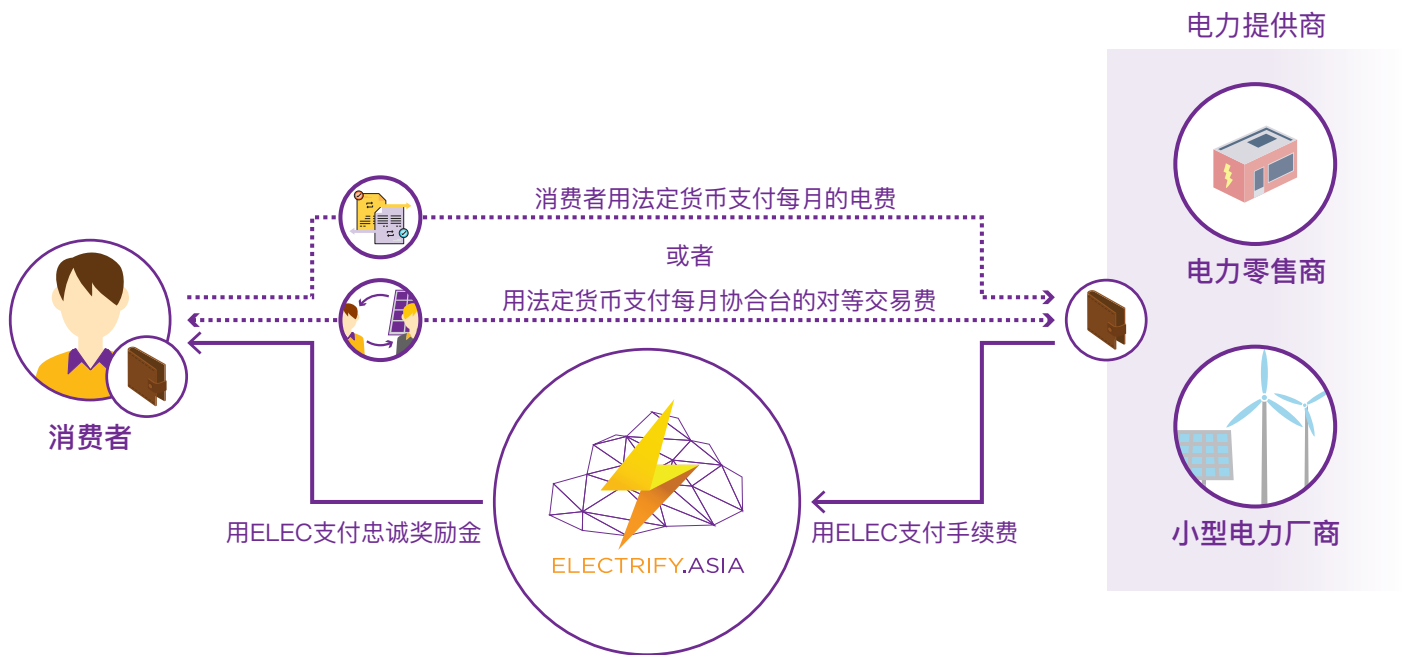 电力提供商
消费者用法定货币支付每月的电费
或者
电力零售商
用法定货币支付每月协合台的对等交易费
消费者
用ELEC支付忠诚奖励金
用ELEC支付手续费
小型电力厂商
ELECTRIFY.ASIA